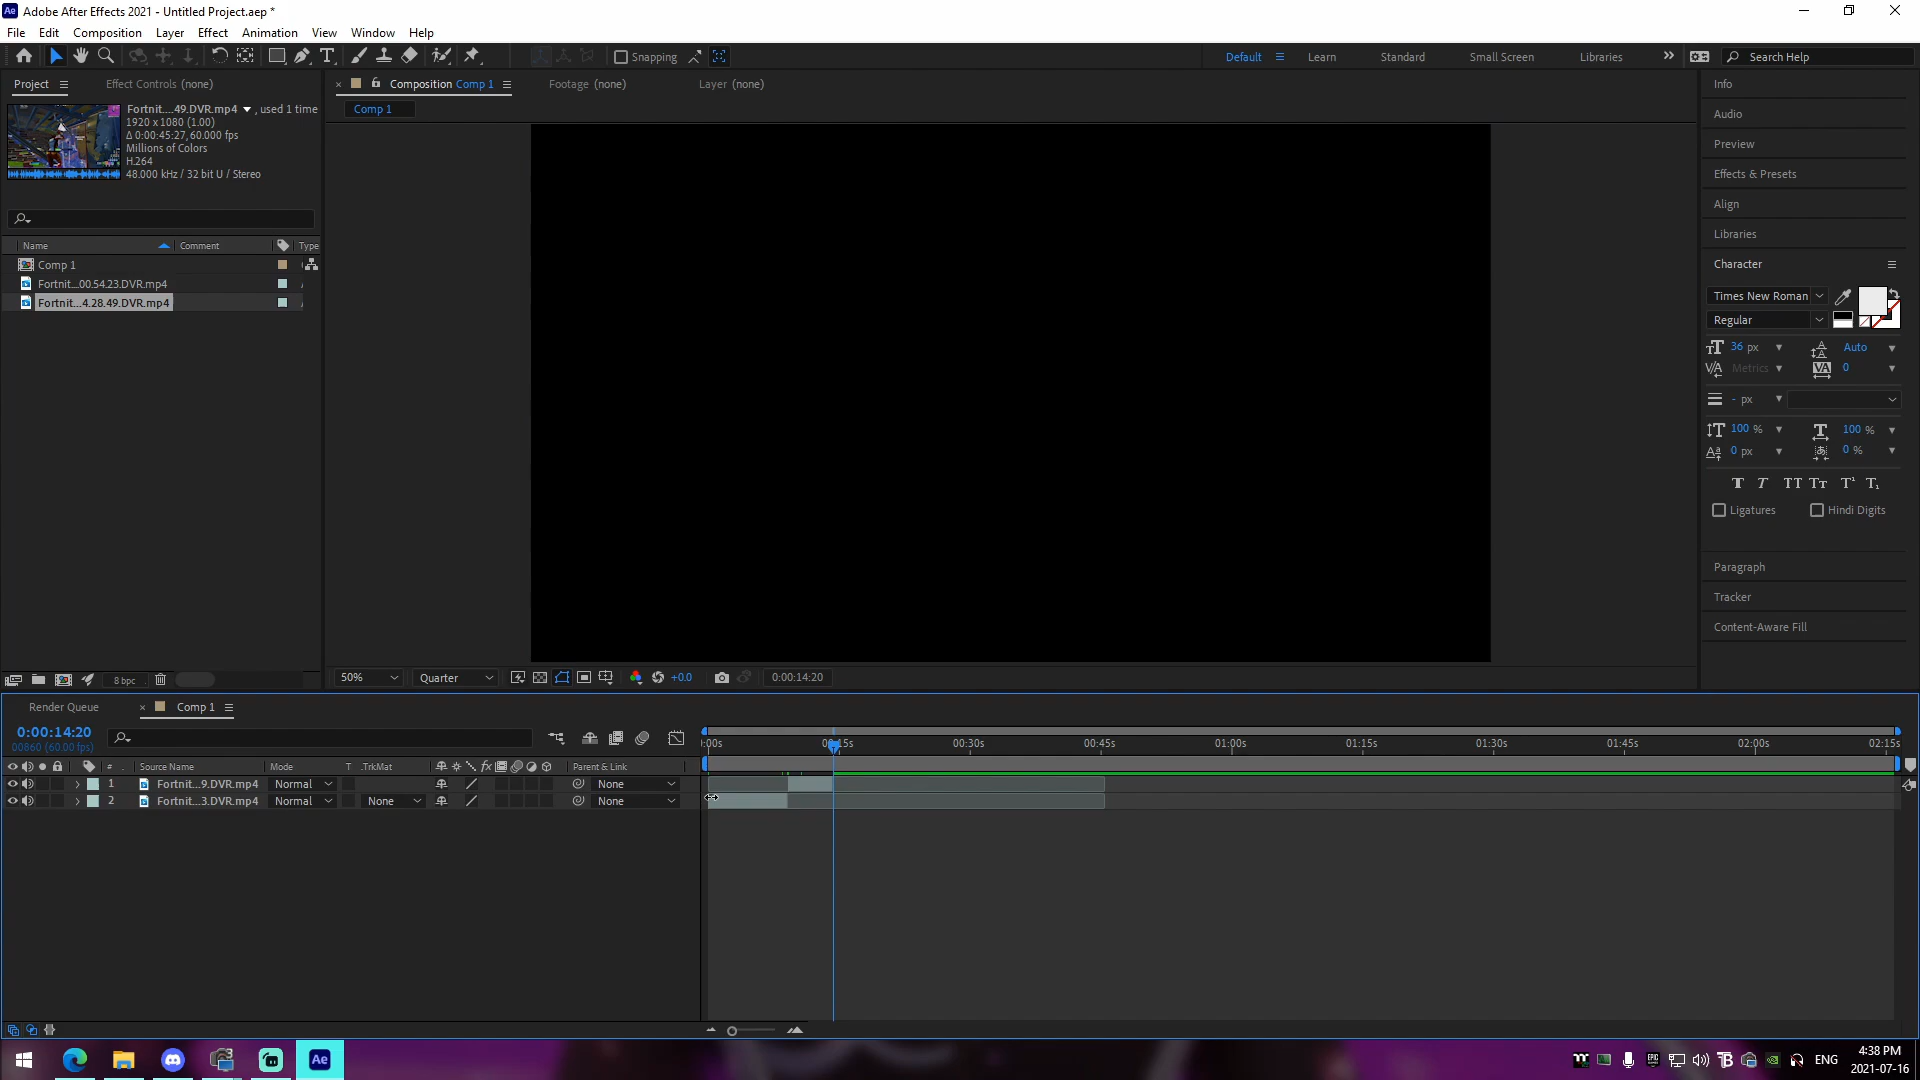 Ae Adobe After Effects 2021 - Untitled Project.aep *
File Edit Composition Layer Effect Animation View Window Help
Snapping
Default Learn Standard Small Screen Libraries Search Help
Project Effect Controls (none)
Composition Comp 1 Footage (none) Layer (none)
Comp 1
Fortnit....49.DVR.mp4 , used 1 time
1920 x 1080 (1.00)
Δ 0:00:45:27, 60.000 fps
Millions of Colors
H.264
48.000 kHz / 32 bit U / Stereo
Name Comment Type
Comp 1
Fortnit...00.54.23.DVR.mp4
Fortnit...4.28.49.DVR.mp4
8 bpc
50% Quarter +0.0 0:00:14:20
Info
Audio
Preview
Effects & Presets
Align
Libraries
Character
Times New Roman
Regular
36 px Auto
Metrics 0
- px
100 % 100 %
0 px 0 %
T T TT Tт T¹ T₁
Ligatures Hindi Digits
Paragraph
Tracker
Content-Aware Fill
Render Queue Comp 1
0:00:14:20
00860 (60.00 fps)
):00s 00:15s 00:30s 00:45s 01:00s 01:15s 01:30s 01:45s 02:00s 02:15s
# Source Name Mode T .TrkMat Parent & Link
1 Fortnit...9.DVR.mp4 Normal None
2 Fortnit...3.DVR.mp4 Normal None None
Ae
ENG
4:38 PM
2021-07-16